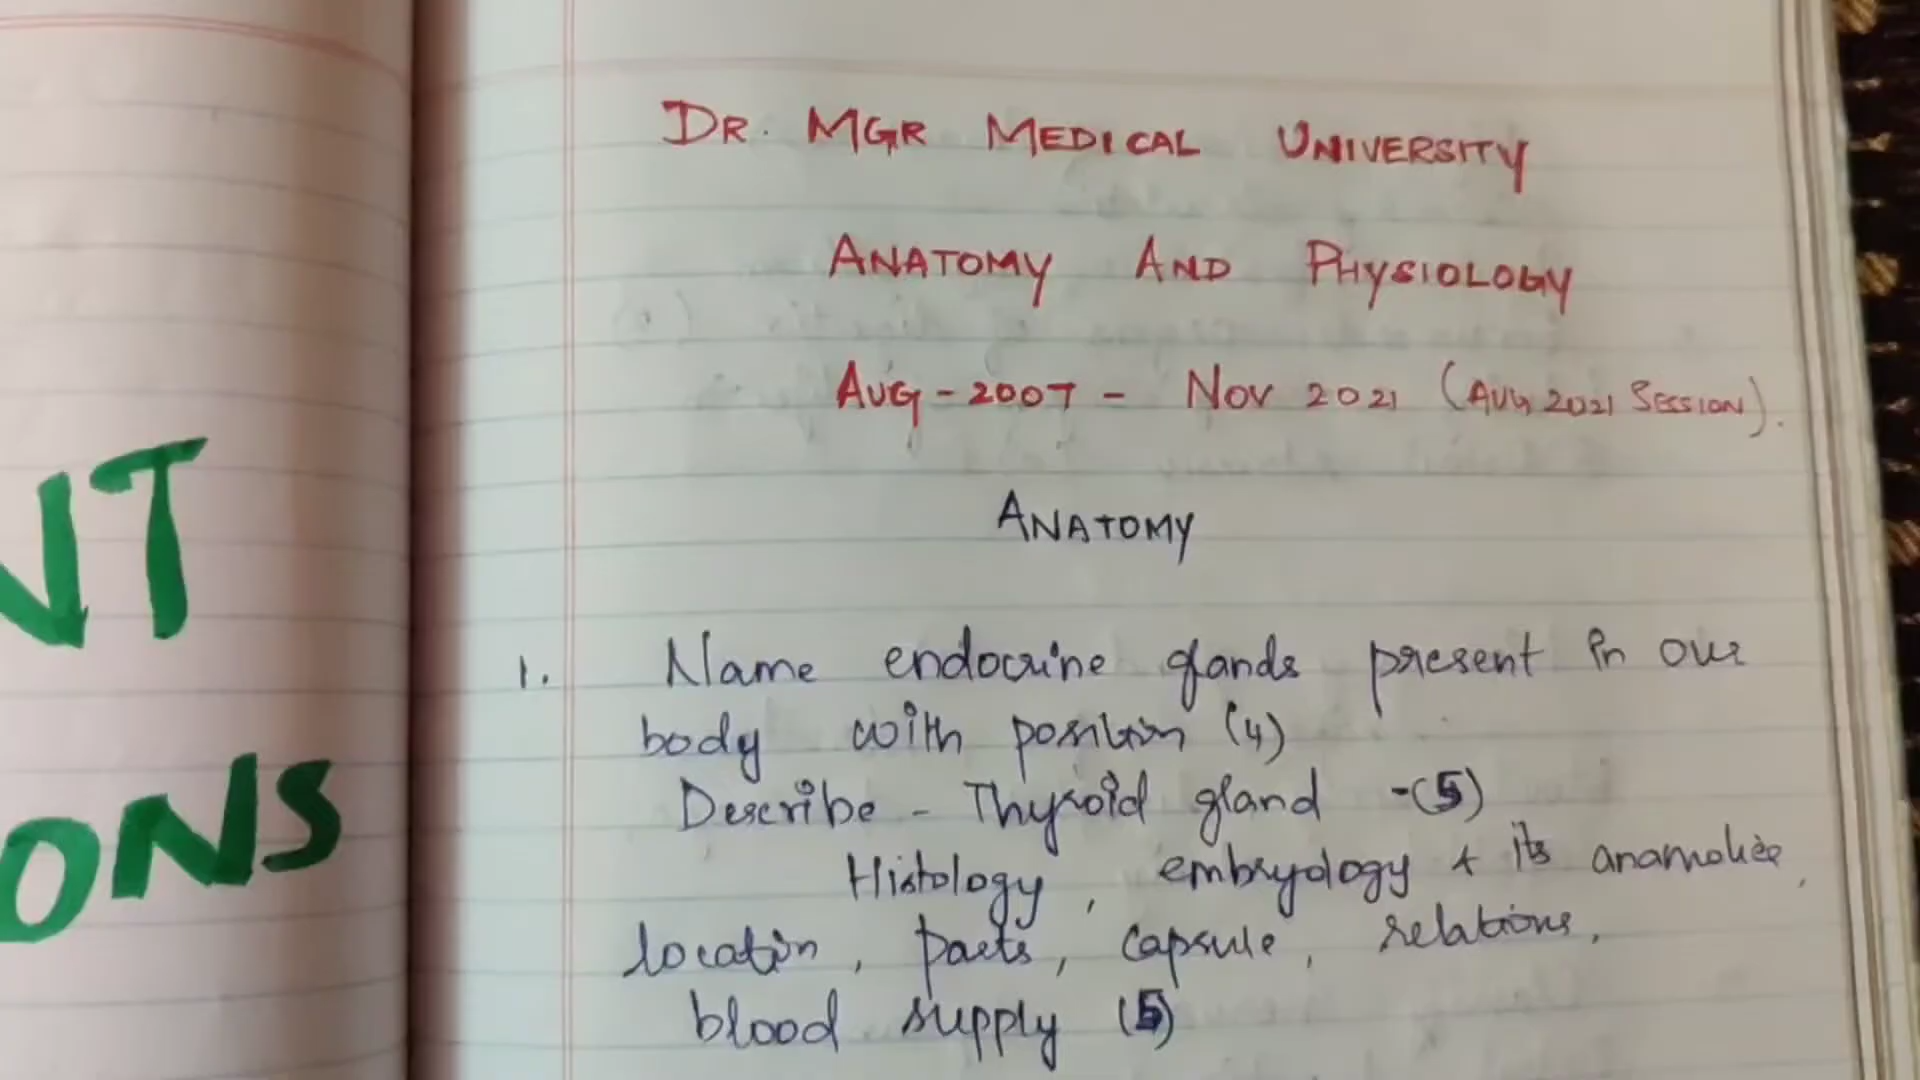 NT
ONS
DR. MGR MEDICAL UNIVERSITY
ANATOMY AND PHYSIOLOGY
AUG - 2007 - NOV 2021 (AUG 2021 SESSION).
ANATOMY
1. Name endocrine glands present in our
body with position (4)
Describe - Thyroid gland -(5)
Histology, embryology & its anamolies,
location, parts, capsule, relations,
blood supply (5)